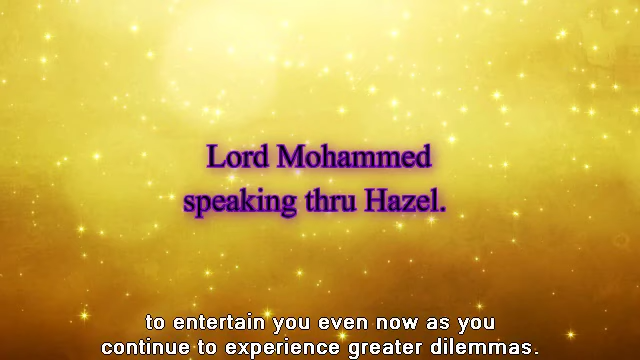 Lord Mohammed
speaking thru Hazel.
to entertain you even now as you
continue to experience greater dilemmas.